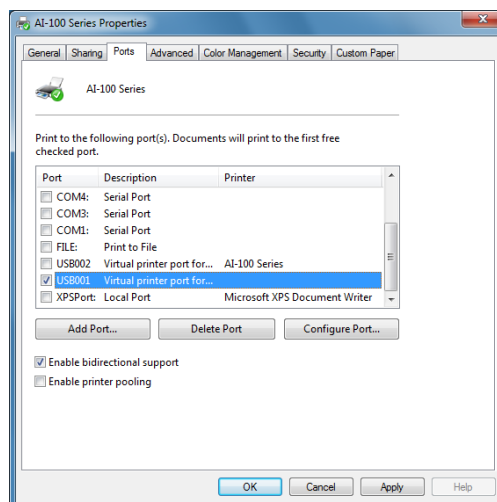 AI-100 Series Properties
General Sharing Ports Advanced Color Management Security Custom Paper
AI-100 Series
Print to the following port(s). Documents will print to the first free
checked port.
Port Description Printer
COM4: Serial Port
COM3: Serial Port
COM1: Serial Port
FILE: Print to File
USB002 Virtual printer port for... AI-100 Series
USB001 Virtual printer port for...
XPSPort: Local Port Microsoft XPS Document Writer
Add Port... Delete Port Configure Port...
Enable bidirectional support
Enable printer pooling
OK Cancel Apply Help